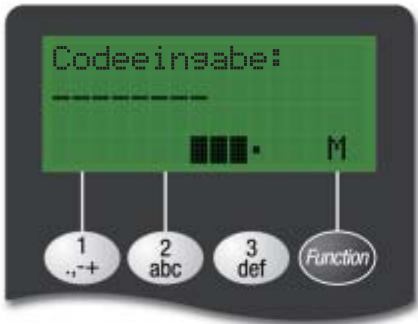 Codeeingabe:
--------
M
1 2 3 Function
.,-+ abc def